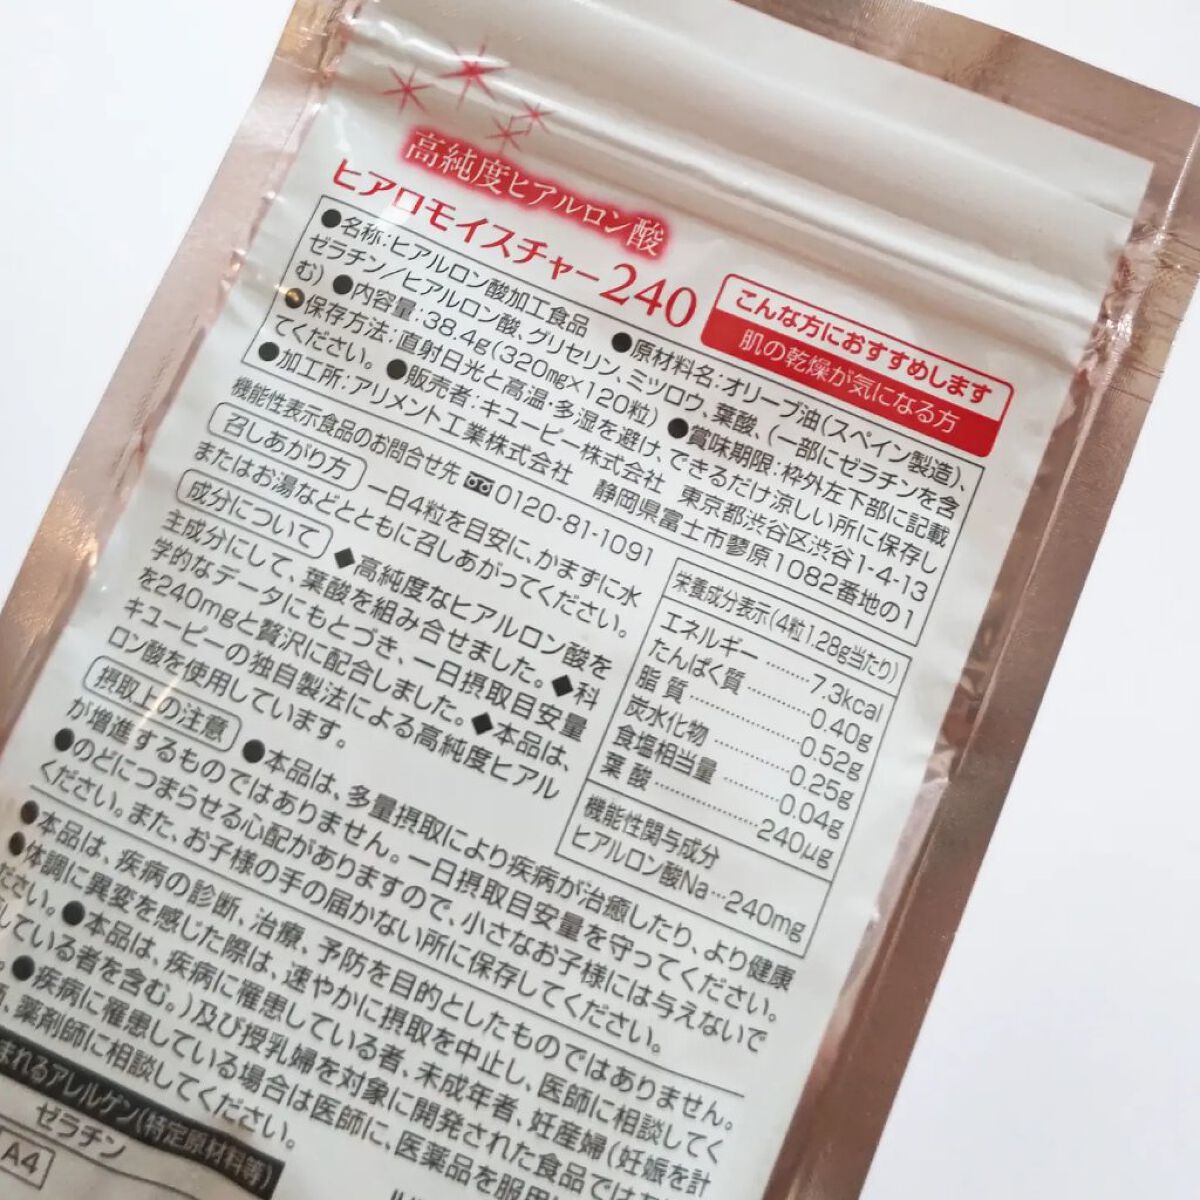 高純度ヒアルロン酸
ヒアロモイスチャー240
こんな方におすすめします
肌の乾燥が気になる方
●名称:ヒアルロン酸加工食品 ●原材料名:オリーブ油(スペイン製造)、
ゼラチン/ヒアルロン酸、グリセリン、ミツロウ、葉酸、(一部にゼラチンを含
む) ●内容量:38.4g(320mg×120粒) ●賞味期限:枠外左下部に記載
●保存方法:直射日光と高温・多湿を避け、できるだけ涼しい所に保存し
てください。 ●販売者:キユーピー株式会社 東京都渋谷区渋谷1-4-13
●加工所:アリメント工業株式会社 静岡県富士市蓼原1082番地の1
機能性表示食品のお問合せ先 0120-81-1091
召しあがり方 一日4粒を目安に、かまずに水
またはお湯などとともに召しあがってください。
成分について ◆高純度なヒアルロン酸を
主成分にして、葉酸を組み合せました。◆科
学的なデータにもとづき、一日摂取目安量
を240mgと贅沢に配合しました。◆本品は、
キユーピーの独自製法による高純度ヒアル
ロン酸を使用しています。
栄養成分表示(4粒1.28g当たり)
エネルギー……7.3kcal
たんぱく質……0.40g
脂質……0.52g
炭水化物……0.25g
食塩相当量……0.04g
葉酸……240μg
機能性関与成分
ヒアルロン酸Na…240mg
摂取上の注意 ●本品は、多量摂取により疾病が治癒したり、より健康
が増進するものではありません。一日摂取目安量を守ってください。
●のどにつまらせる心配がありますので、小さなお子様には与えないで
ください。また、お子様の手の届かない所に保存してください。
●本品は、疾病の診断、治療、予防を目的としたものではありません。
●体調に異変を感じた際は、速やかに摂取を中止し、医師に相談してく
ださい。●本品は、疾病に罹患している者、未成年者、妊産婦(妊娠を計
している者を含む。)及び授乳婦を対象に開発された食品では
●疾病に罹患している場合は医師に、医薬品を服用
薬剤師に相談してください。
まれるアレルゲン(特定原材料等)
ゼラチン
A4